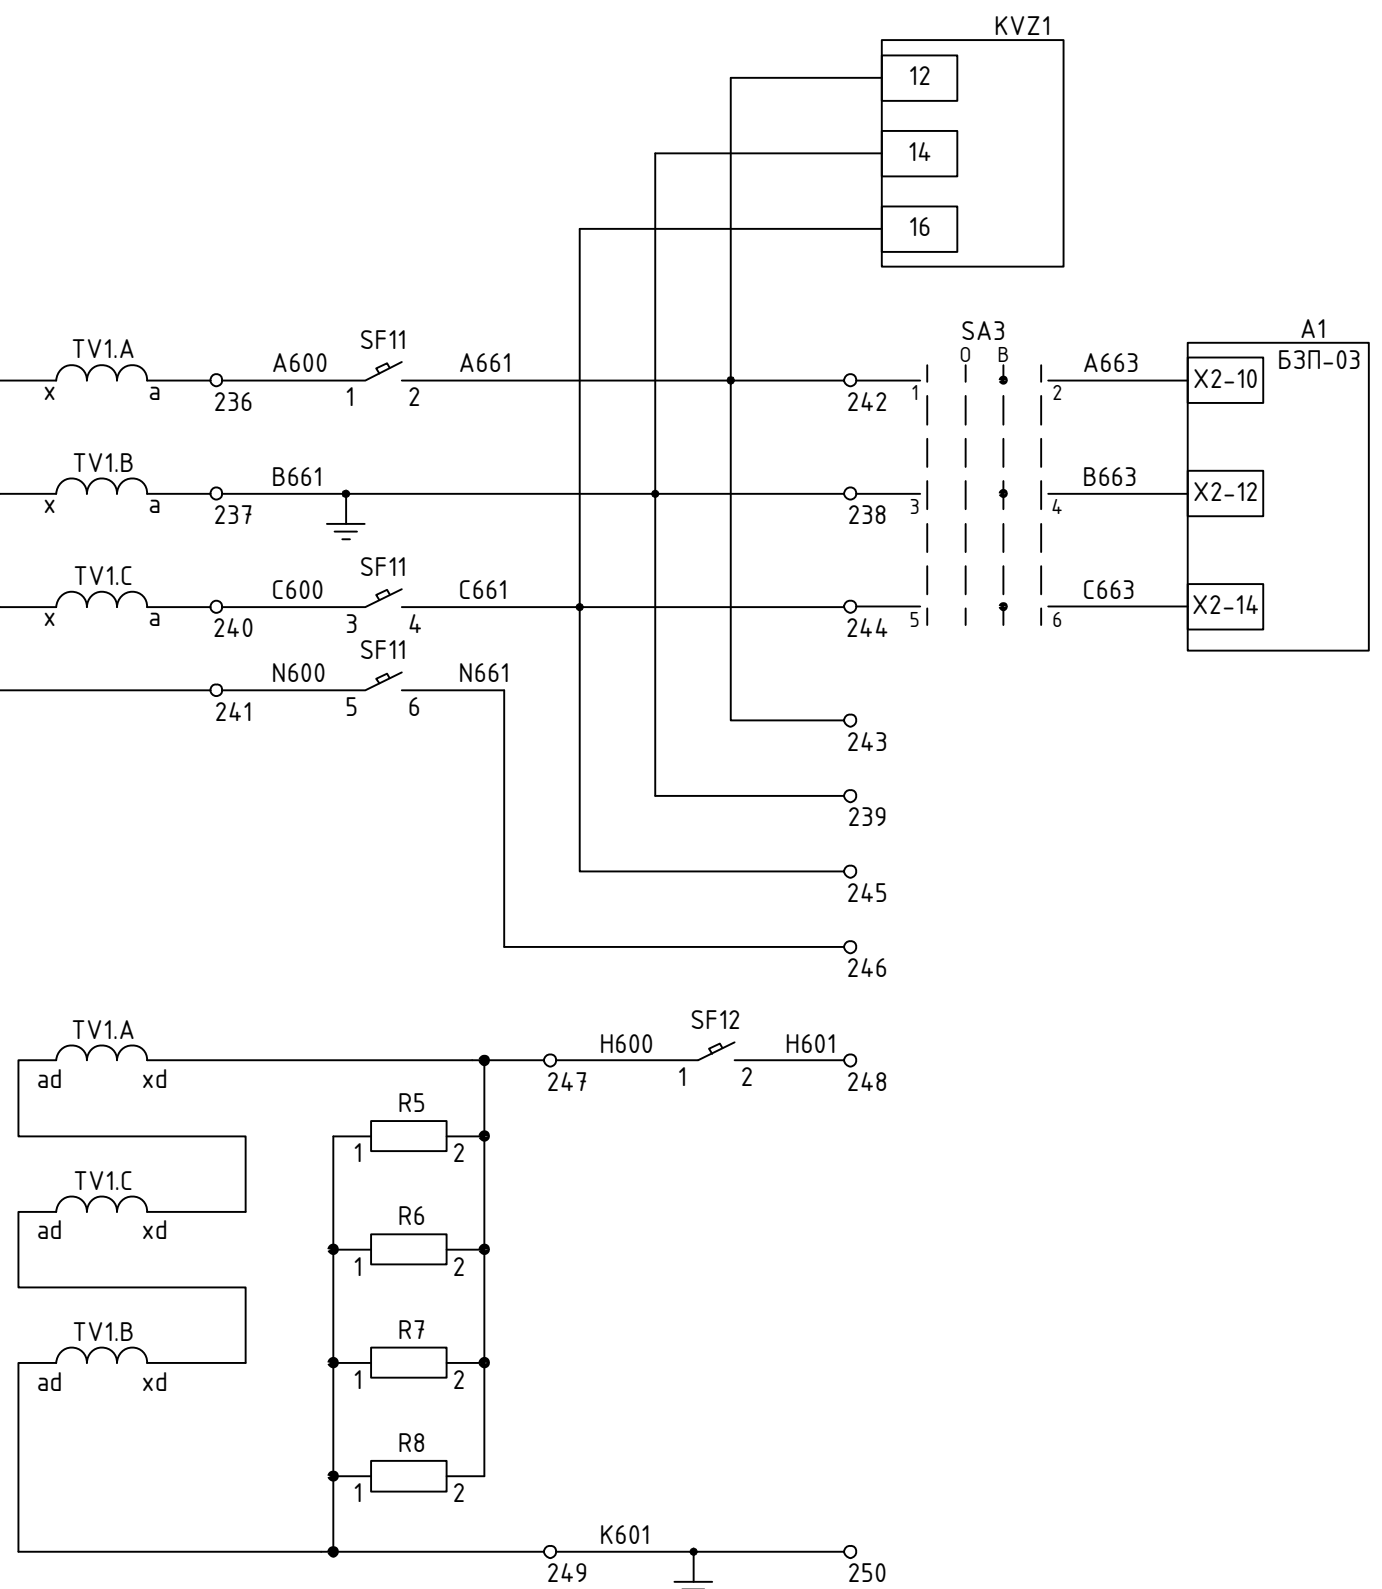 KVZ1
12
14
16
TV1.A
x
a
236
A600
SF11
1
2
A661
242
SA3
O
B
1
2
A663
A1
БЗП-03
X2-10
TV1.B
x
a
237
B661
238
3
4
B663
X2-12
TV1.C
x
a
240
C600
SF11
3
4
C661
244
5
6
C663
X2-14
241
N600
SF11
5
6
N661
243
239
245
246
TV1.A
ad
xd
247
H600
SF12
1
2
H601
248
R5
1
2
TV1.C
ad
xd
R6
1
2
TV1.B
ad
xd
R7
1
2
R8
1
2
249
K601
250